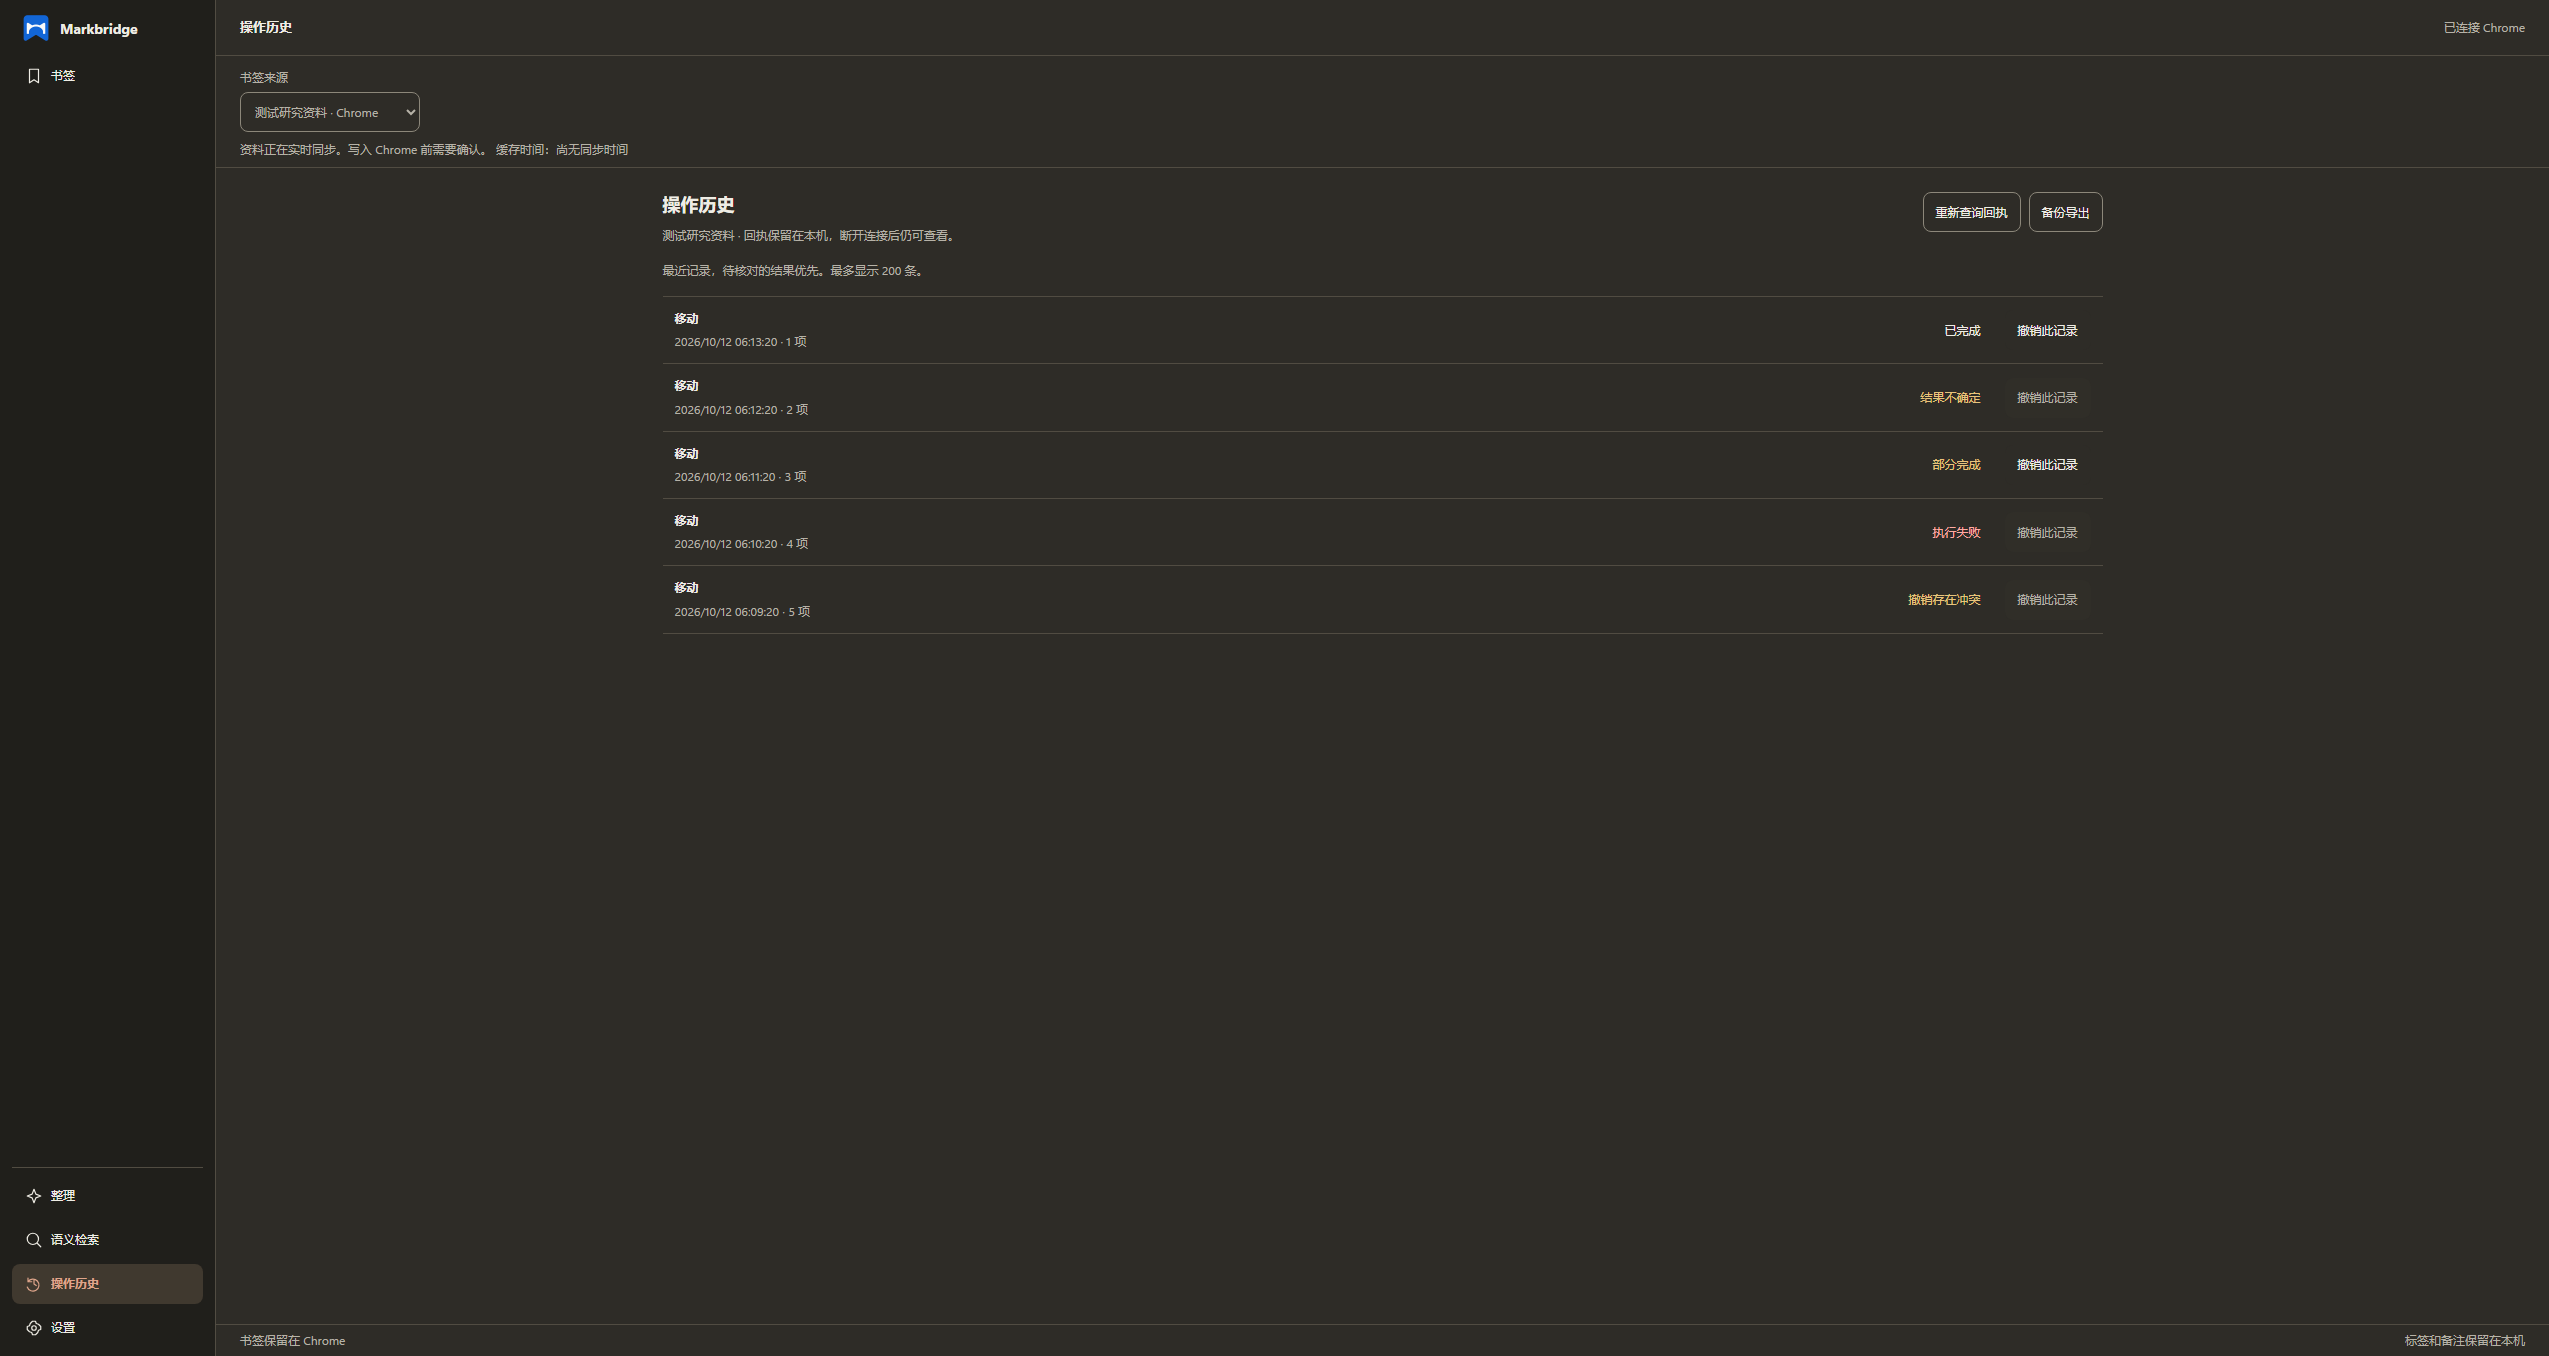 Markbridge
书签
操作历史
已连接 Chrome
书签来源
测试研究资料 · Chrome
资料正在实时同步。写入 Chrome 前需要确认。 缓存时间：尚无同步时间
操作历史
重新查询回执
备份导出
测试研究资料 · 回执保留在本机，断开连接后仍可查看。
最近记录，待核对的结果优先。最多显示 200 条。
移动
2026/10/12 06:13:20 · 1 项
已完成
撤销此记录
移动
2026/10/12 06:12:20 · 2 项
结果不确定
撤销此记录
移动
2026/10/12 06:11:20 · 3 项
部分完成
撤销此记录
移动
2026/10/12 06:10:20 · 4 项
执行失败
撤销此记录
移动
2026/10/12 06:09:20 · 5 项
撤销存在冲突
撤销此记录
整理
语义检索
操作历史
设置
书签保留在 Chrome
标签和备注保留在本机